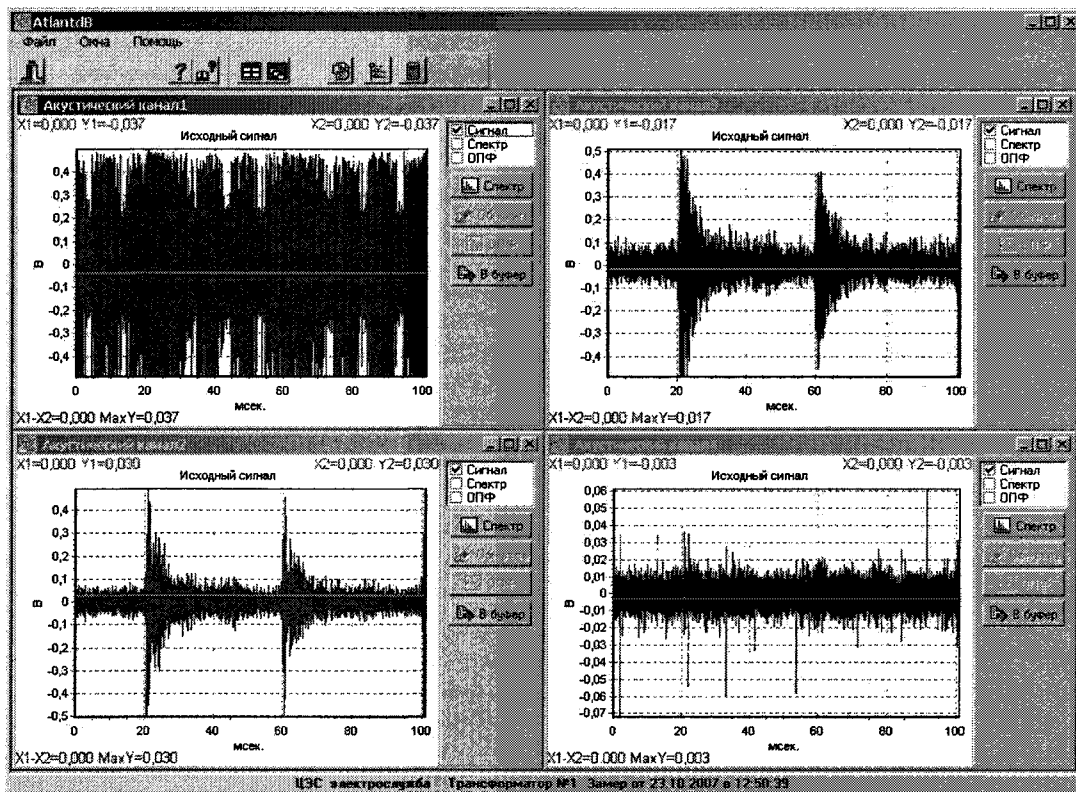 AtlantdB
Файл Окна Помощь
Акустический канал1
X1=0,000 Y1=-0,037 X2=0,000 Y2=-0,037
Исходный сигнал
Сигнал
Спектр
ОПФ
Спектр
В буфер
0,4
0,3
0,2
0,1
0
-0,1
-0,2
-0,3
-0,4
В
0 20 40 60 80 100
мсек.
X1-X2=0,000 MaxY=0,037
X1=0,000 Y1=-0,017 X2=0,000 Y2=-0,017
Исходный сигнал
Сигнал
Спектр
ОПФ
Спектр
В буфер
0,5
0,4
0,3
0,2
0,1
0
-0,1
-0,2
-0,3
-0,4
В
0 20 40 60 80 100
мсек.
X1-X2=0,000 MaxY=0,017
Акустический канал2
X1=0,000 Y1=0,030 X2=0,000 Y2=0,030
Исходный сигнал
Сигнал
Спектр
ОПФ
Спектр
В буфер
0,4
0,3
0,2
0,1
0
-0,1
-0,2
-0,3
-0,4
-0,5
В
0 20 40 60 80 100
мсек.
X1-X2=0,000 MaxY=0,030
X1=0,000 Y1=-0,003 X2=0,000 Y2=-0,003
Исходный сигнал
Сигнал
Спектр
ОПФ
Спектр
В буфер
0,06
0,05
0,04
0,03
0,02
0,01
0
-0,01
-0,02
-0,03
-0,04
-0,05
-0,06
-0,07
В
0 20 40 60 80 100
мсек.
X1-X2=0,000 MaxY=0,003
ЦЭС электрослужба Трансформатор №1 Замер от 23.10.2007 в 12:50:39